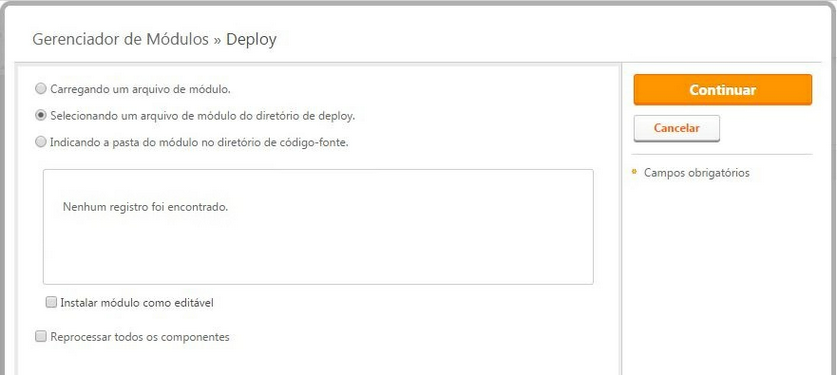 Gerenciador de Módulos » Deploy
Carregando um arquivo de módulo.
Selecionando um arquivo de módulo do diretório de deploy.
Indicando a pasta do módulo no diretório de código-fonte.
Nenhum registro foi encontrado.
Instalar módulo como editável
Reprocessar todos os componentes
Continuar
Cancelar
Campos obrigatórios